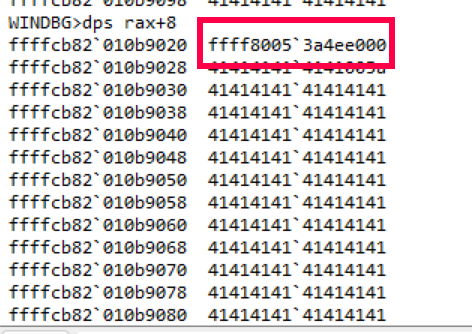 WINDBG>dps rax+8
ffffcb82`010b9020 ffff8005`3a4ee000
ffffcb82`010b9028
ffffcb82`010b9030 41414141`41414141
ffffcb82`010b9038 41414141`41414141
ffffcb82`010b9040 41414141`41414141
ffffcb82`010b9048 41414141`41414141
ffffcb82`010b9050 41414141`41414141
ffffcb82`010b9058 41414141`41414141
ffffcb82`010b9060 41414141`41414141
ffffcb82`010b9068 41414141`41414141
ffffcb82`010b9070 41414141`41414141
ffffcb82`010b9078 41414141`41414141
ffffcb82`010b9080 41414141`41414141